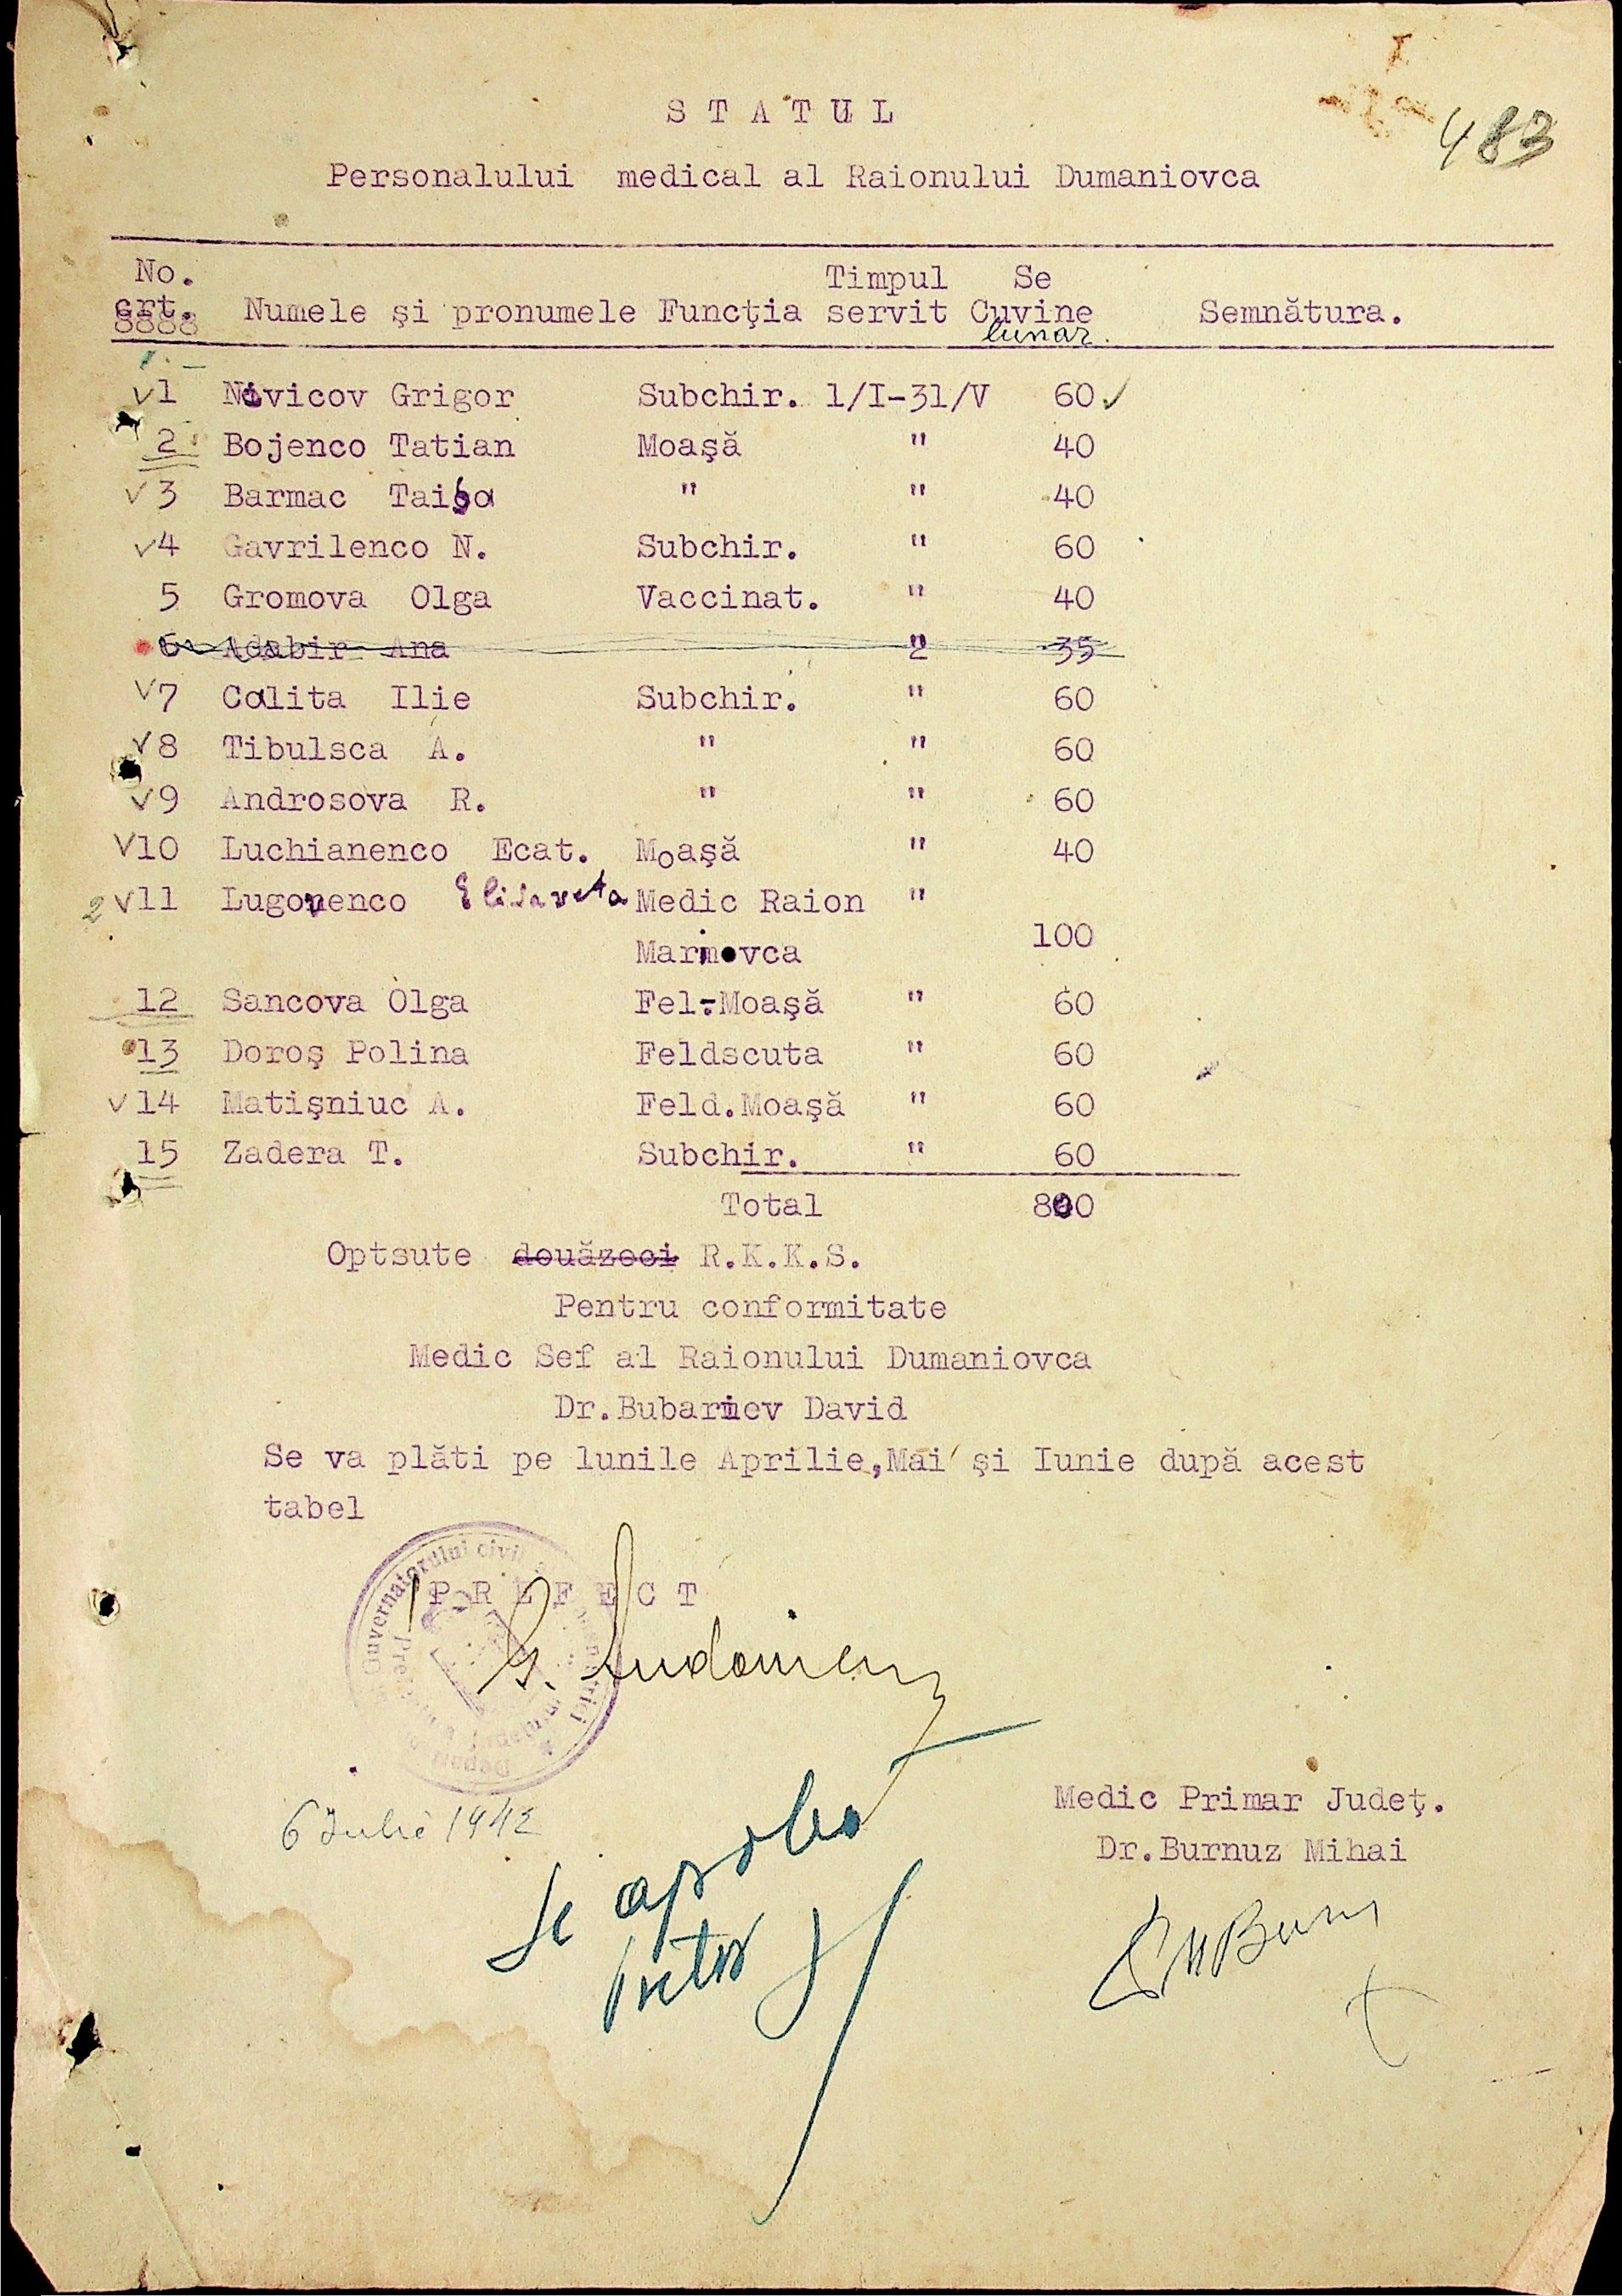 483
S T A T U L
Personalului medical al Raionului Dumaniovca
No. Timpul Se
crt. Numele şi pronumele Funcţia servit Cuvine Semnătura.
lunar.
√1 Novicov Grigor Subchir. 1/I-31/V 60 √
2 Bojenco Tatian Moaşă " 40
√3 Barmac Taiba " " 40
√4 Gavrilenco N. Subchir. " 60
5 Gromova Olga Vaccinat. " 40
6 Adabir Ana " 35
√7 Calita Ilie Subchir. " 60
√8 Tibulsca A. " " 60
√9 Androsova R. " " 60
√10 Luchianenco Ecat. Moaşă " 40
2 √11 Lugovenco Elisaveta Medic Raion "
100
Marinovca
12 Sancova Olga Fel.-Moaşă " 60
13 Doroş Polina Feldscuta " 60
√14 Matişniuc A. Feld.Moaşă " 60
15 Zadera T. Subchir. " 60
Total 800
Optsute douăzeci R.K.K.S.
Pentru conformitate
Medic Sef al Raionului Dumaniovca
Dr. David
Se va plăti pe lunile Aprilie,Mai şi Iunie după acest
tabel
P R E F E C T
Guvernatorului civil
6 Iulie 1942
Medic Primar Judeţ.
Dr.Burnuz Mihai
Se aproba